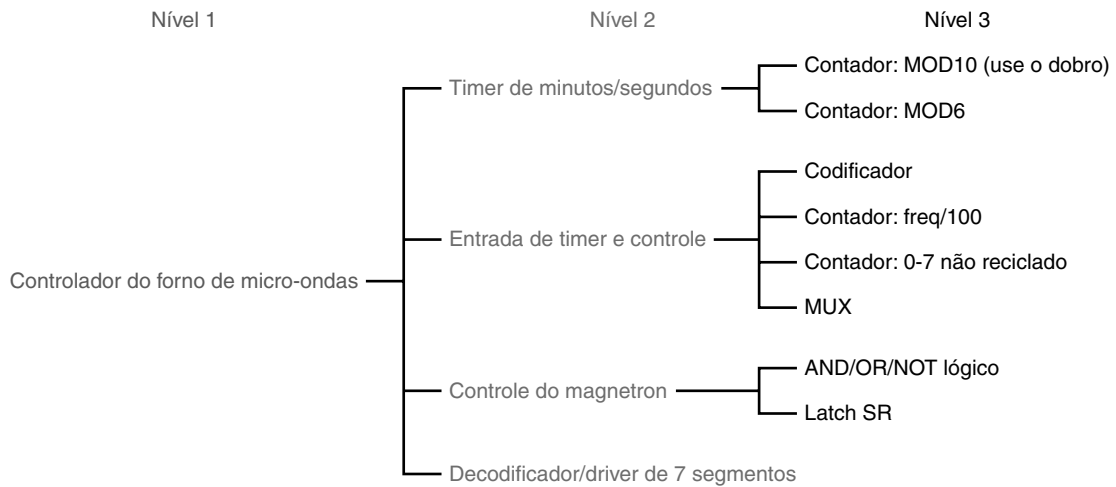 Nível 1
Nível 2
Nível 3
Controlador do forno de micro-ondas
Timer de minutos/segundos
Contador: MOD10 (use o dobro)
Contador: MOD6
Entrada de timer e controle
Codificador
Contador: freq/100
Contador: 0-7 não reciclado
MUX
Controle do magnetron
AND/OR/NOT lógico
Latch SR
Decodificador/driver de 7 segmentos